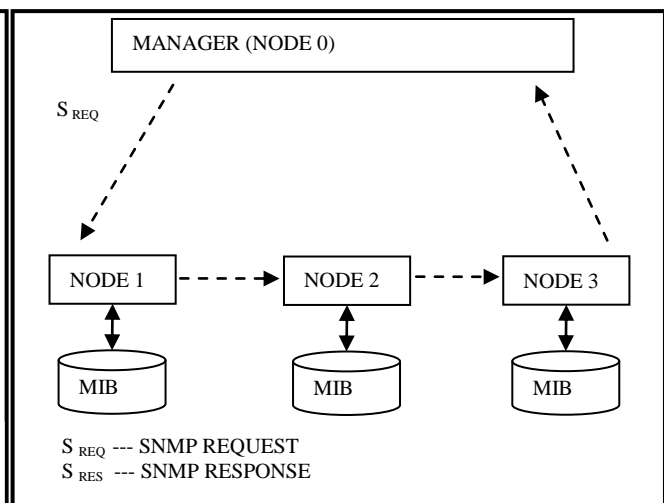 MANAGER (NODE 0)
S REQ
NODE 1
NODE 2
NODE 3
MIB
MIB
MIB
S REQ --- SNMP REQUEST
S RES --- SNMP RESPONSE